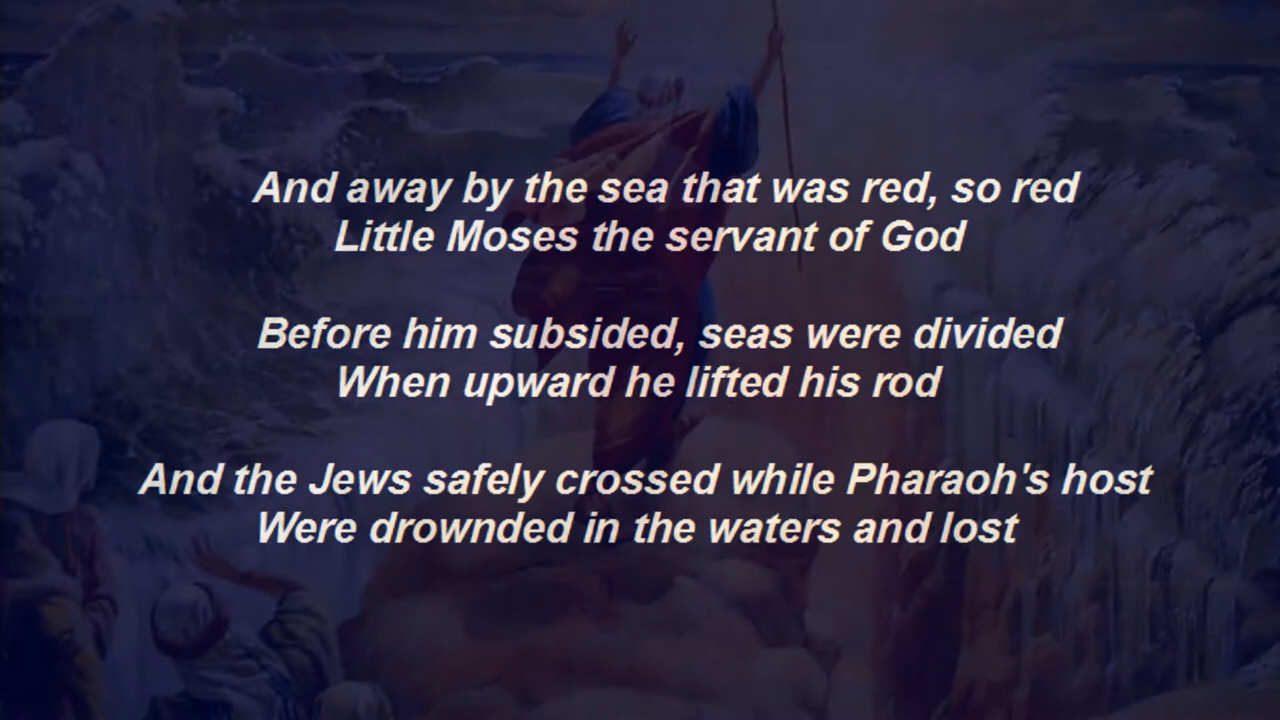 And away by the sea that was red, so red
Little Moses the servant of God
Before him subsided, seas were divided
When upward he lifted his rod
And the Jews safely crossed while Pharaoh's host
Were drownded in the waters and lost